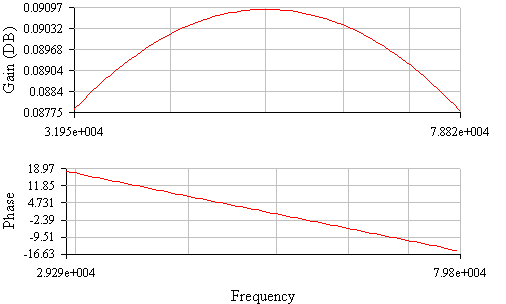 0.09097
0.09032
0.08968
0.08904
0.0884
0.08775
Gain (DB)
3.195e+004
7.882e+004
18.97
11.85
4.731
-2.39
-9.51
-16.63
Phase
2.929e+004
7.98e+004
Frequency